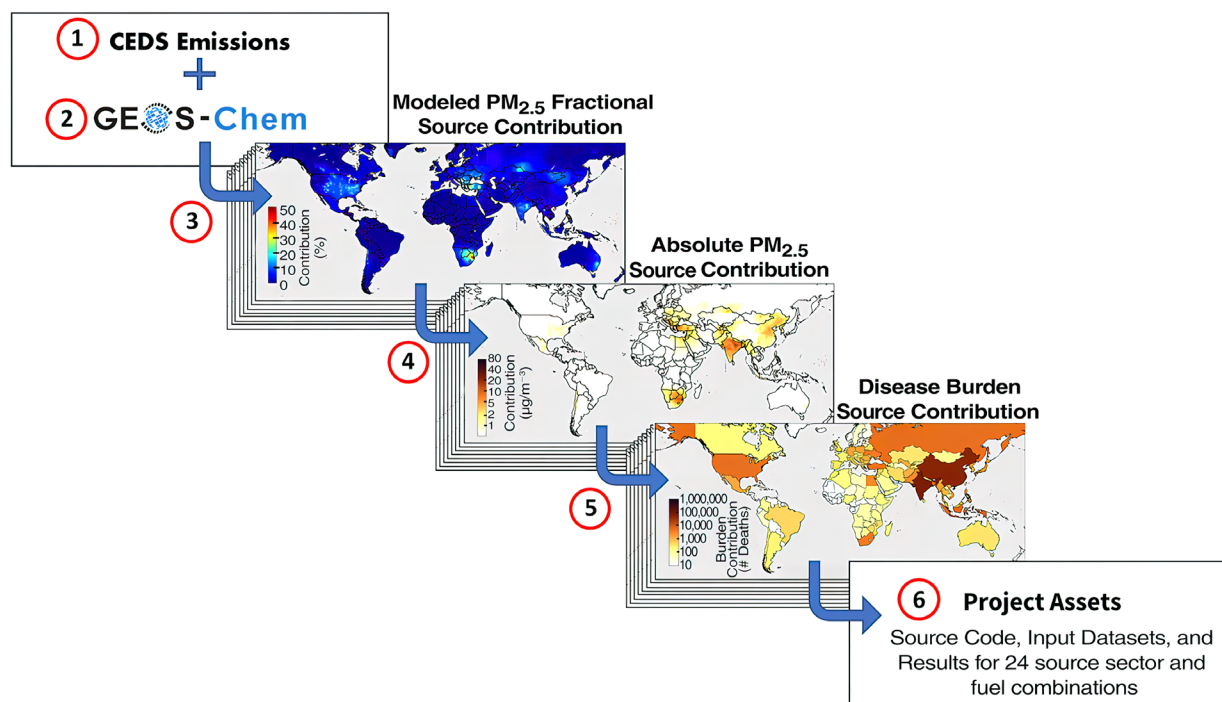 1
CEDS Emissions
+
2
GEOS-Chem
Modeled PM2.5 Fractional
Source Contribution
3
50
40
30
20
10
0
Contribution
(%)
Absolute PM2.5
Source Contribution
4
80
40
20
10
5
2
1
Contribution
(μg/m⁻³)
Disease Burden
Source Contribution
5
1,000,000
100,000
10,000
1,000
100
10
Burden
Contribution
(# Deaths)
6
Project Assets
Source Code, Input Datasets, and
Results for 24 source sector and
fuel combinations